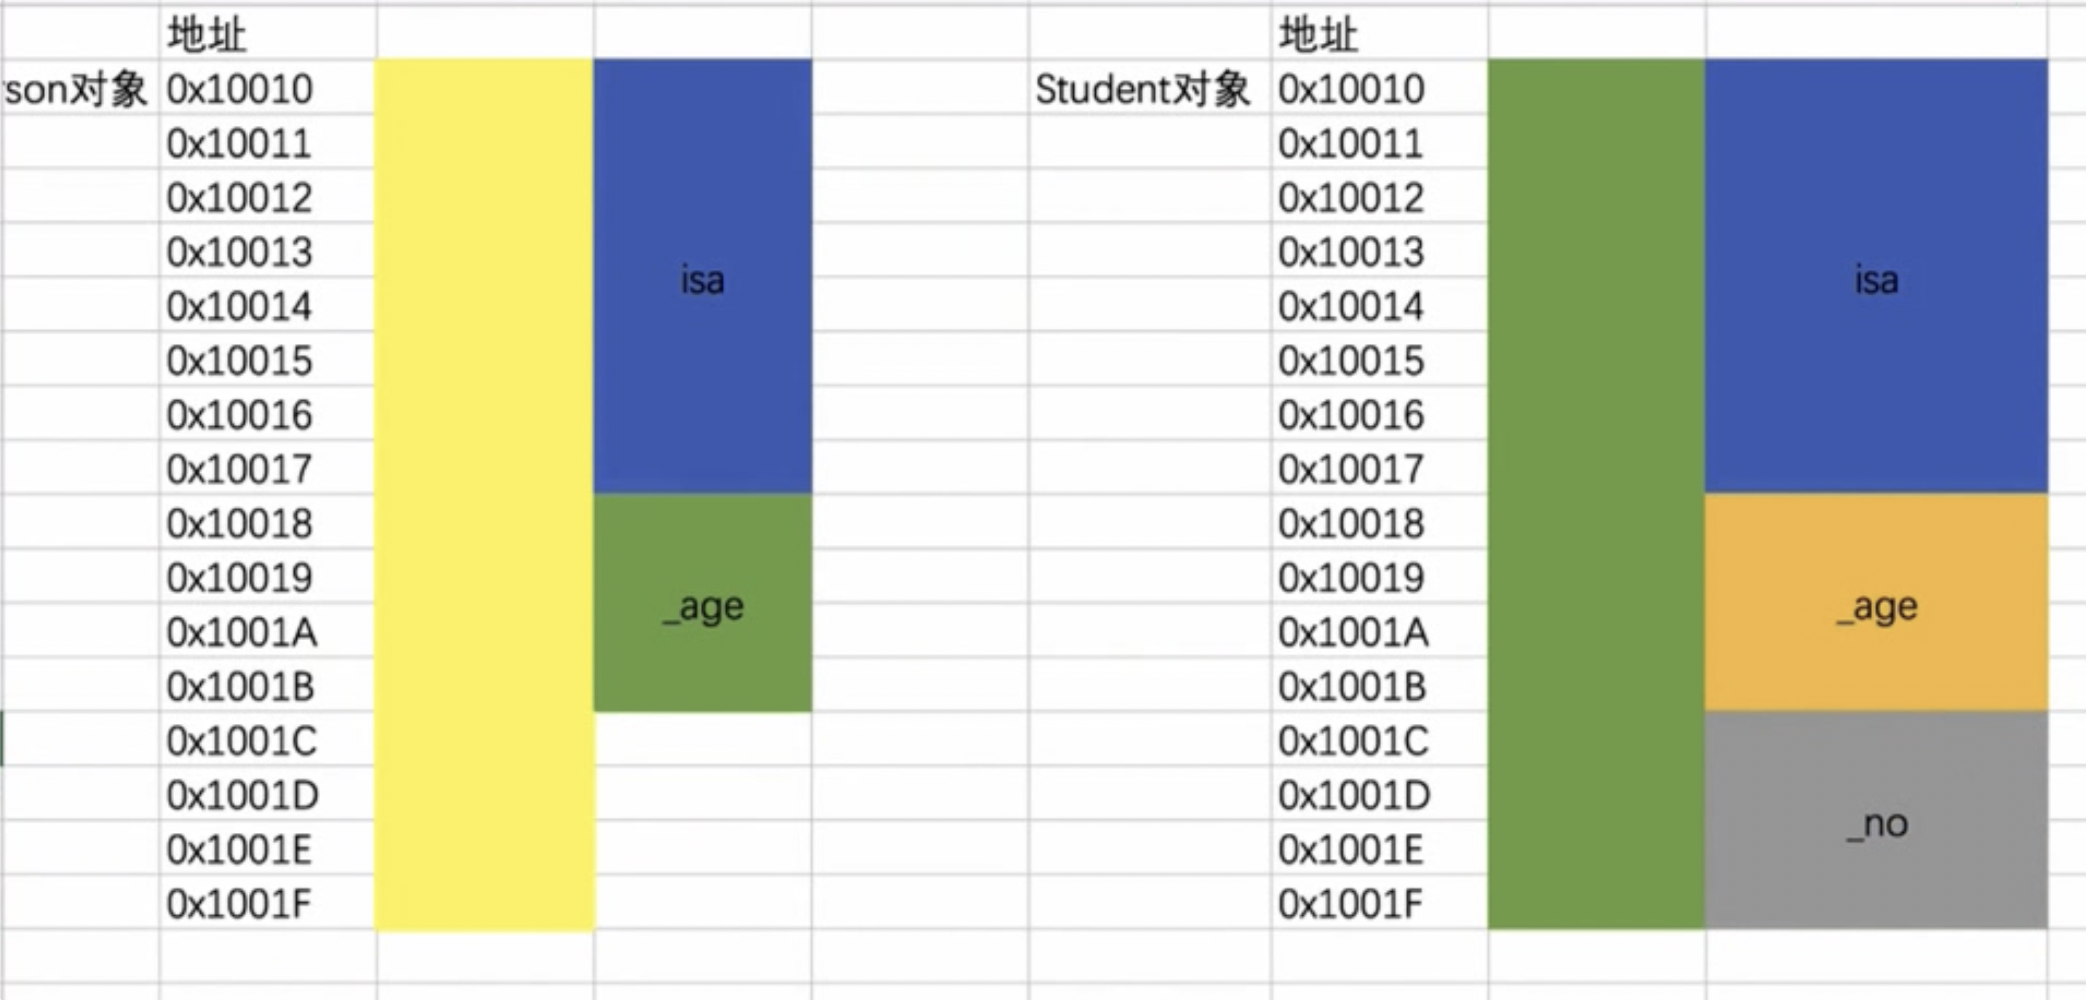 地址 地址
son对象 0x10010 Student对象 0x10010
0x10011 0x10011
0x10012 0x10012
0x10013 0x10013
isa isa
0x10014 0x10014
0x10015 0x10015
0x10016 0x10016
0x10017 0x10017
0x10018 0x10018
0x10019 0x10019
_age _age
0x1001A 0x1001A
0x1001B 0x1001B
0x1001C 0x1001C
0x1001D 0x1001D
_no
0x1001E 0x1001E
0x1001F 0x1001F